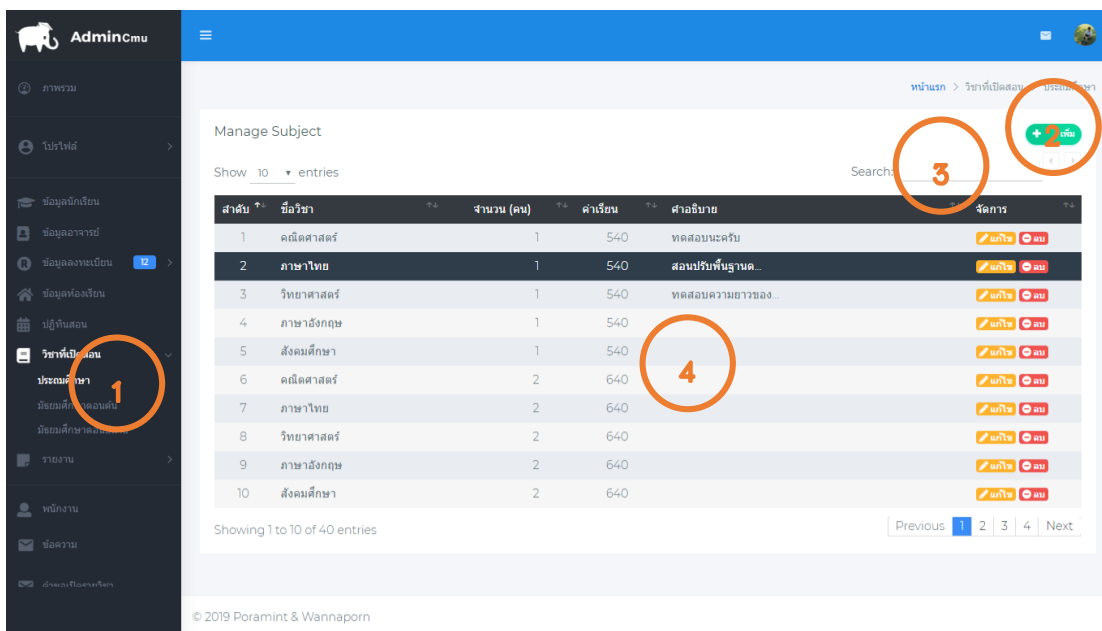 Admincmu
ภาพรวม
หน้าแรก > วิชาที่เปิดสอน
Manage Subject
2
เพิ่ม
โปรไฟล์
Show 10 entries
Search:
3
ข้อมูลนักเรียน
ลำดับ ชื่อวิชา จำนวน (คน) ค่าเรียน คำอธิบาย จัดการ
ข้อมูลอาจารย์
1 คณิตศาสตร์ 1 540 ทดสอบนะครับ แก้ไข ลบ
ข้อมูลลงทะเบียน 12
2 ภาษาไทย 1 540 สอนปรับพื้นฐานด... แก้ไข ลบ
ข้อมูลห้องเรียน
3 วิทยาศาสตร์ 1 540 ทดสอบความยาวของ... แก้ไข ลบ
ปฏิทินสอน
4 ภาษาอังกฤษ 1 540 แก้ไข ลบ
วิชาที่เปิดสอน
5 สังคมศึกษา 1 540 แก้ไข ลบ
4
ประถมศึกษา
1
6 คณิตศาสตร์ 2 640 แก้ไข ลบ
มัธยมศึกษาตอนต้น
7 ภาษาไทย 2 640 แก้ไข ลบ
8 วิทยาศาสตร์ 2 640 แก้ไข ลบ
รายงาน
9 ภาษาอังกฤษ 2 640 แก้ไข ลบ
10 สังคมศึกษา 2 640 แก้ไข ลบ
พนักงาน
Showing 1 to 10 of 40 entries
Previous 1 2 3 4 Next
ข้อความ
คำขอเปิดรายวิชา
© 2019 Poramint & Wannaporn